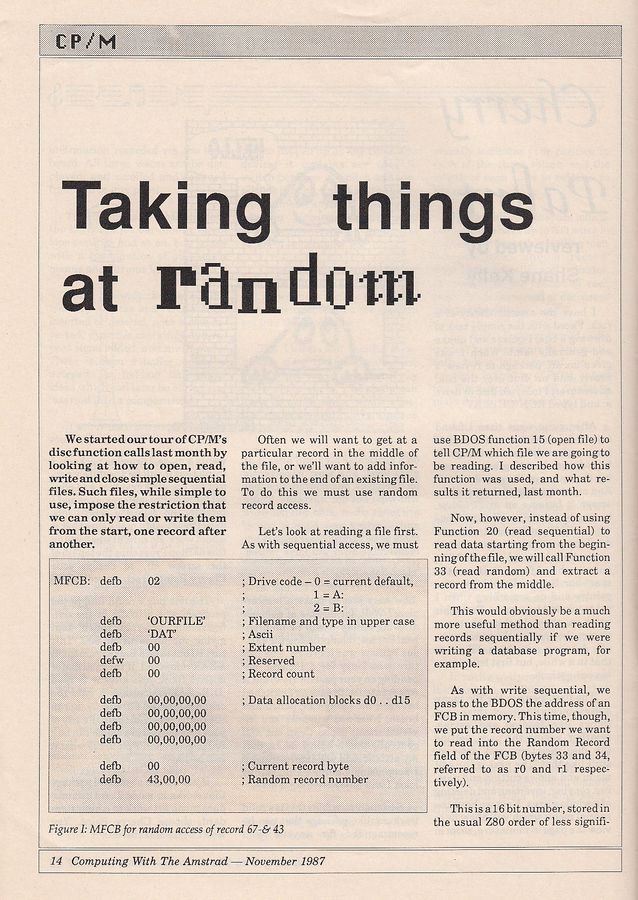 CP/M
Taking things
at random
We started our tour of CP/M's
disc function calls last month by
looking at how to open, read,
write and close simple sequential
files. Such files, while simple to
use, impose the restriction that
we can only read or write them
from the start, one record after
another.
Often we will want to get at a
particular record in the middle of
the file, or we'll want to add infor-
mation to the end of an existing file.
To do this we must use random
record access.
Let's look at reading a file first.
As with sequential access, we must
use BDOS function 15 (open file) to
tell CP/M which file we are going to
be reading. I described how this
function was used, and what re-
sults it returned, last month.
Now, however, instead of using
Function 20 (read sequential) to
read data starting from the begin-
ning of the file, we will call Function
33 (read random) and extract a
record from the middle.
This would obviously be a much
more useful method than reading
records sequentially if we were
writing a database program, for
example.
As with write sequential, we
pass to the BDOS the address of an
FCB in memory. This time, though,
we put the record number we want
to read into the Random Record
field of the FCB (bytes 33 and 34,
referred to as r0 and r1 respec-
tively).
This is a 16 bit number, stored in
the usual Z80 order of less signifi-
MFCB: defb 02 ; Drive code – 0 = current default,
; 1 = A:
; 2 = B:
defb 'OURFILE' ; Filename and type in upper case
defb 'DAT' ; Ascii
defb 00 ; Extent number
defw 00 ; Reserved
defb 00 ; Record count
defb 00,00,00,00 ; Data allocation blocks d0 . . d15
defb 00,00,00,00
defb 00,00,00,00
defb 00,00,00,00
defb 00 ; Current record byte
defb 43,00,00 ; Random record number
Figure I: MFCB for random access of record 67-& 43
14 Computing With The Amstrad — November 1987